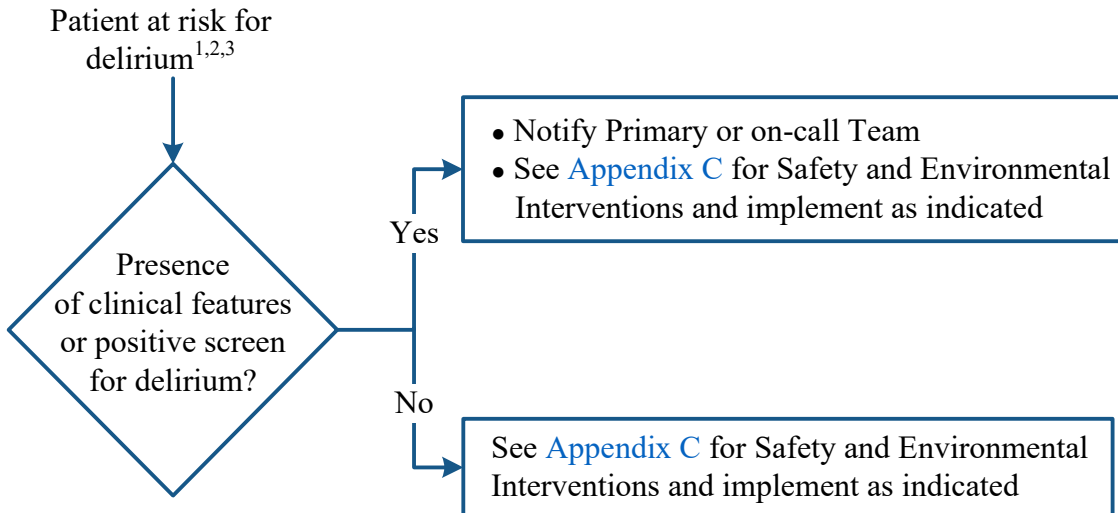 Patient at risk for
delirium1,2,3
Presence
of clinical features
or positive screen
for delirium?
Yes
• Notify Primary or on-call Team
• See Appendix C for Safety and Environmental
Interventions and implement as indicated
No
See Appendix C for Safety and Environmental
Interventions and implement as indicated